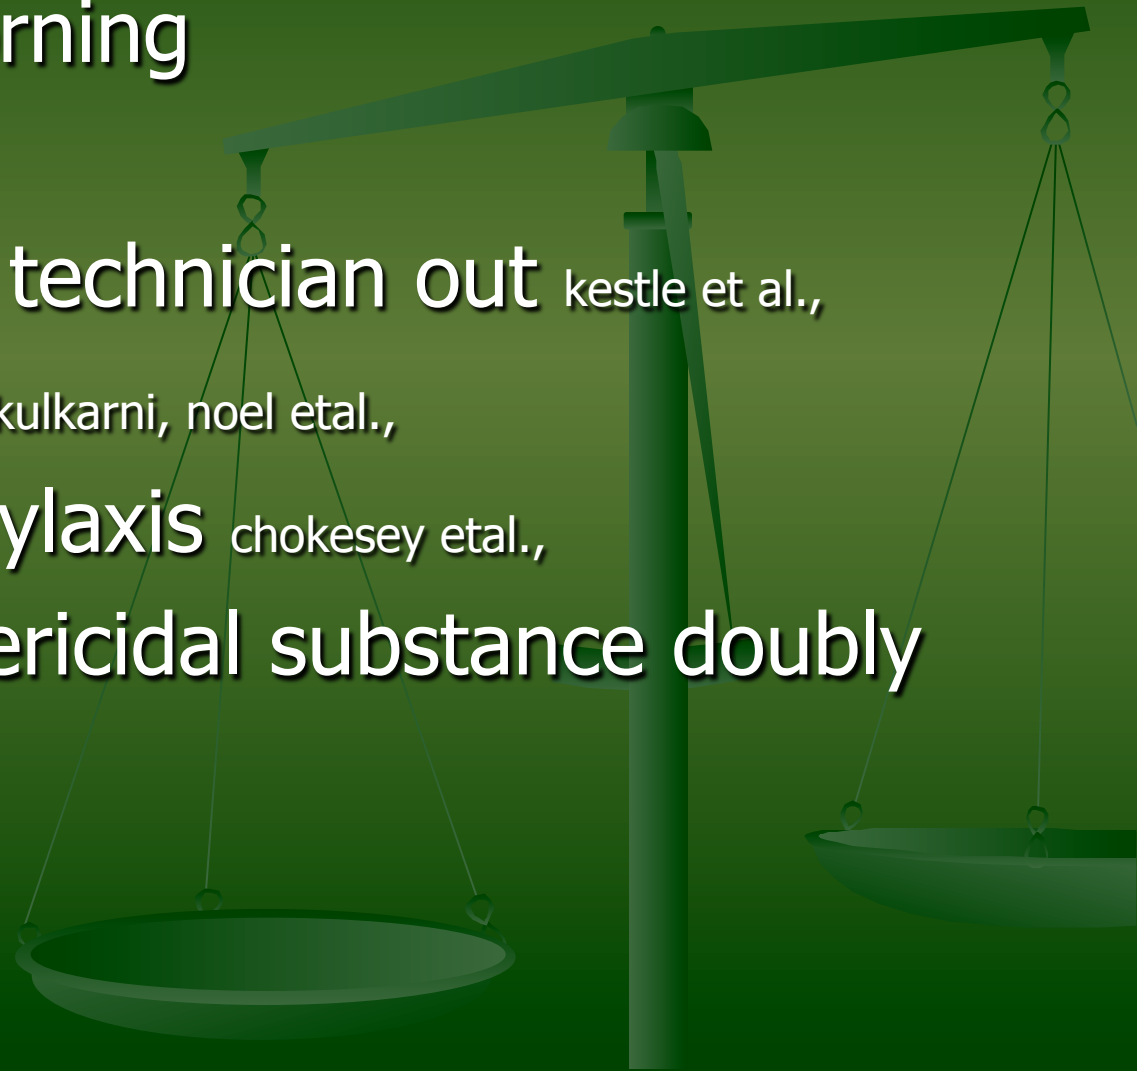 rning
technician out kestle et al.,
kulkarni, noel etal.,
ylaxis chokesey etal.,
ericidal substance doubly